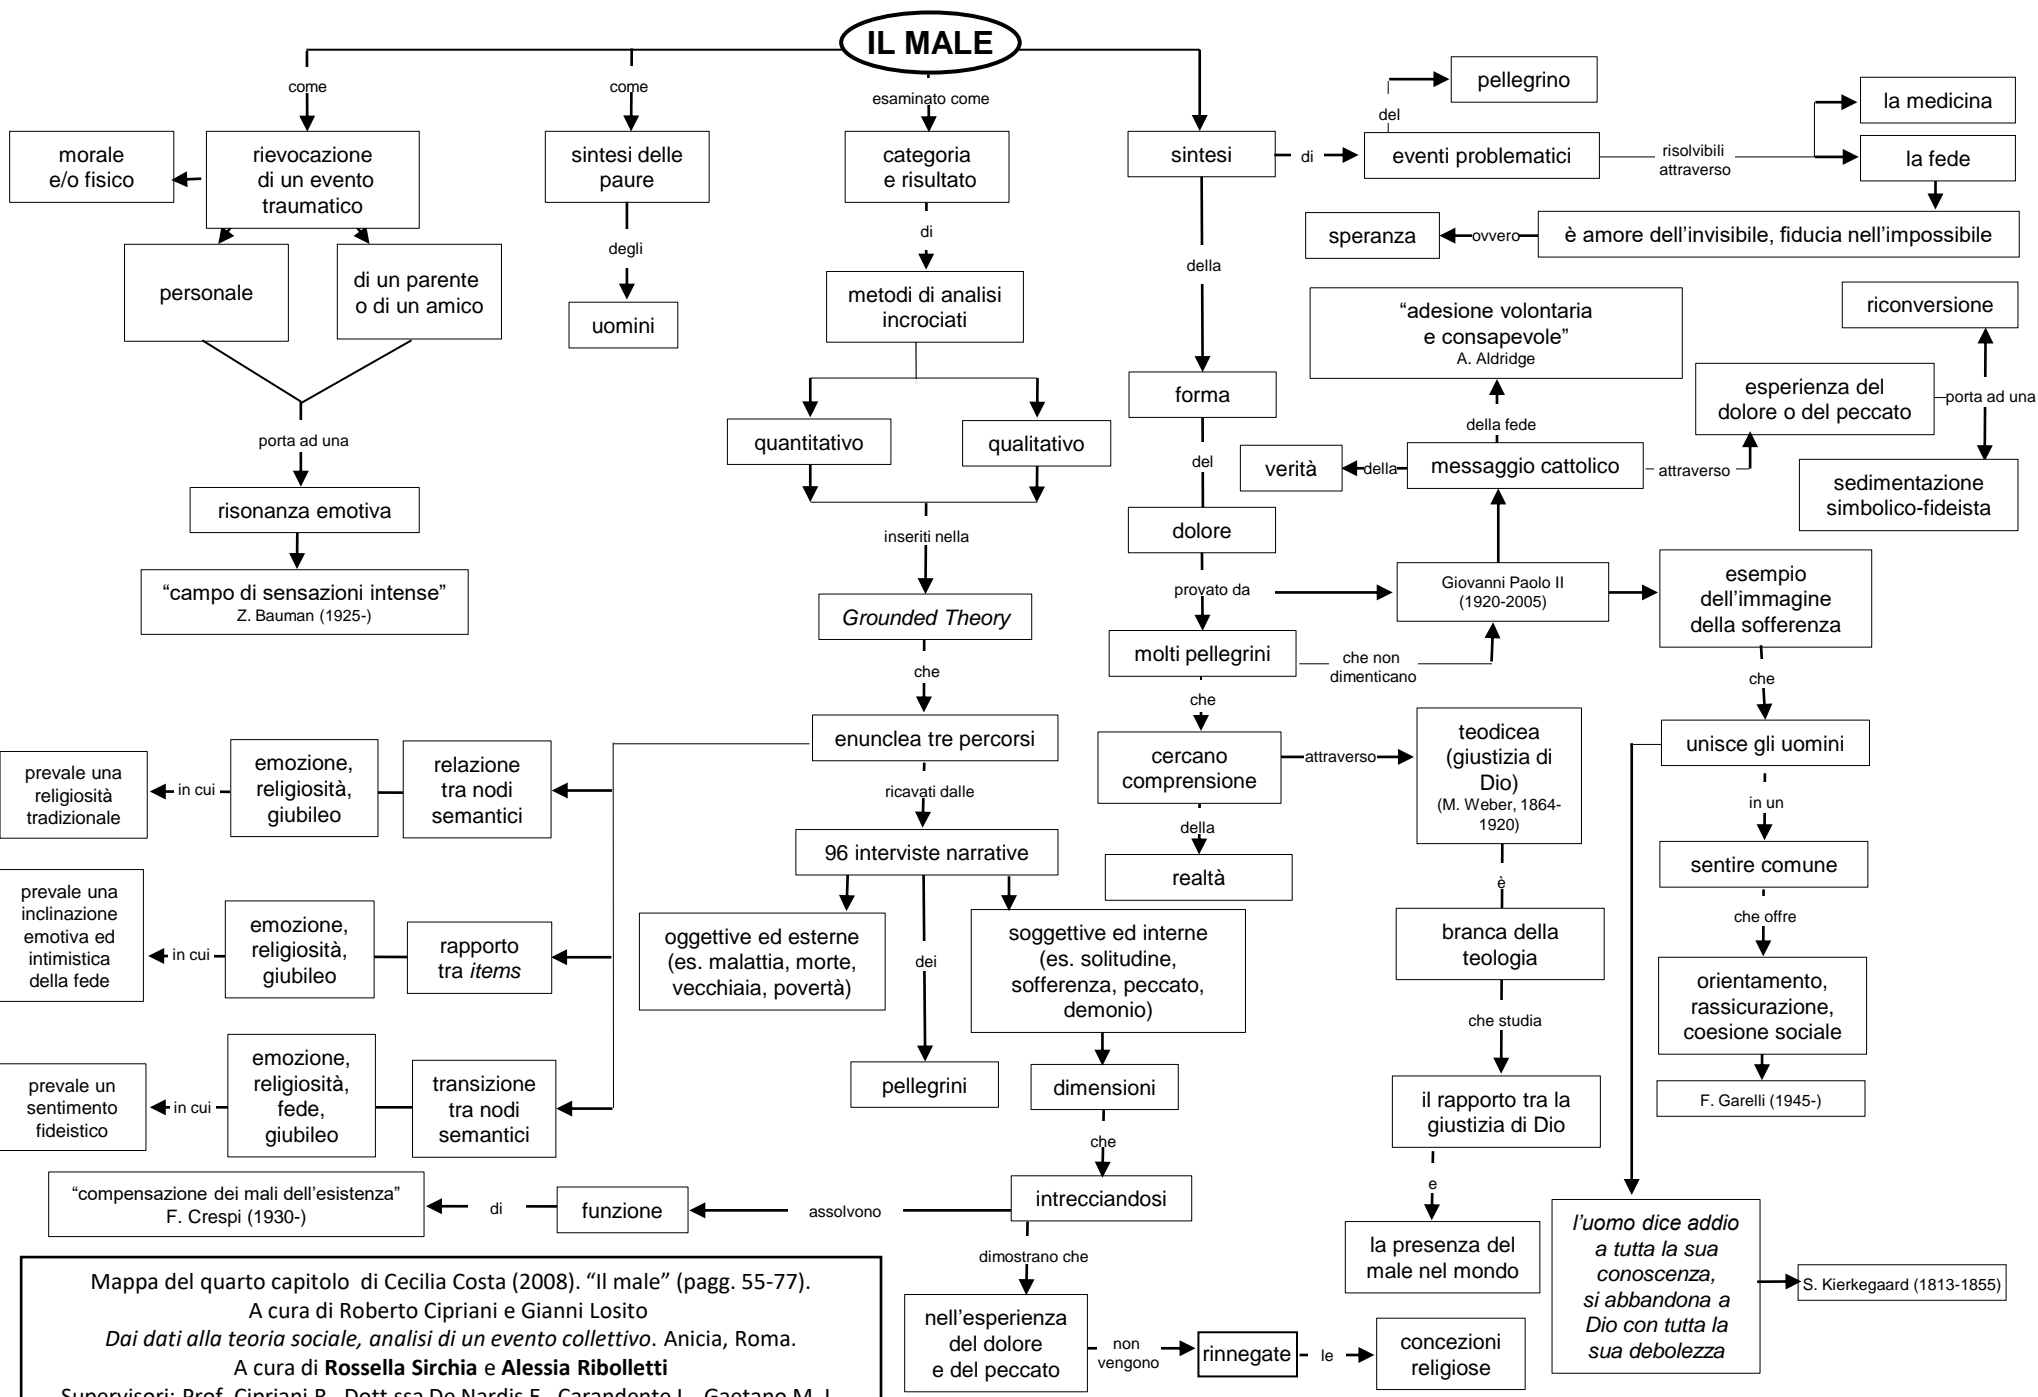 IL MALE
come
come
esaminato come
morale
e/o fisico
rievocazione
di un evento
traumatico
sintesi delle
paure
categoria
e risultato
sintesi
di
eventi problematici
del
pellegrino
risolvibili
attraverso
la medicina
la fede
è amore dell'invisibile, fiducia nell'impossibile
ovvero
speranza
personale
di un parente
o di un amico
degli
uomini
di
metodi di analisi
incrociati
della
forma
quantitativo
qualitativo
porta ad una
risonanza emotiva
“campo di sensazioni intense”
Z. Bauman (1925-)
inseriti nella
Grounded Theory
che
enunclea tre percorsi
del
dolore
provato da
molti pellegrini
che non
dimenticano
Giovanni Paolo II
(1920-2005)
messaggio cattolico
della
verità
della fede
“adesione volontaria
e consapevole”
A. Aldridge
attraverso
esperienza del
dolore o del peccato
porta ad una
riconversione
sedimentazione
simbolico-fideista
esempio
dell'immagine
della sofferenza
che
unisce gli uomini
in un
sentire comune
che offre
orientamento,
rassicurazione,
coesione sociale
F. Garelli (1945-)
che
cercano
comprensione
della
realtà
attraverso
teodicea
(giustizia di
Dio)
(M. Weber, 1864-
1920)
è
branca della
teologia
che studia
il rapporto tra la
giustizia di Dio
e
la presenza del
male nel mondo
l'uomo dice addio
a tutta la sua
conoscenza,
si abbandona a
Dio con tutta la
sua debolezza
S. Kierkegaard (1813-1855)
relazione
tra nodi
semantici
emozione,
religiosità,
giubileo
in cui
prevale una
religiosità
tradizionale
rapporto
tra items
emozione,
religiosità,
giubileo
in cui
prevale una
inclinazione
emotiva ed
intimistica
della fede
transizione
tra nodi
semantici
emozione,
religiosità,
fede,
giubileo
in cui
prevale un
sentimento
fideistico
ricavati dalle
96 interviste narrative
oggettive ed esterne
(es. malattia, morte,
vecchiaia, povertà)
dei
pellegrini
soggettive ed interne
(es. solitudine,
sofferenza, peccato,
demonio)
dimensioni
che
intrecciandosi
assolvono
funzione
di
“compensazione dei mali dell'esistenza”
F. Crespi (1930-)
dimostrano che
nell'esperienza
del dolore
e del peccato
non
vengono
rinnegate
le
concezioni
religiose
Mappa del quarto capitolo di Cecilia Costa (2008). “Il male” (pagg. 55-77).
A cura di Roberto Cipriani e Gianni Losito
Dai dati alla teoria sociale, analisi di un evento collettivo. Anicia, Roma.
A cura di Rossella Sirchia e Alessia Ribolletti
Supervisori: Prof. Cipriani R., Dott.ssa De Nardis E., Carandente L., Gaetano M. L.